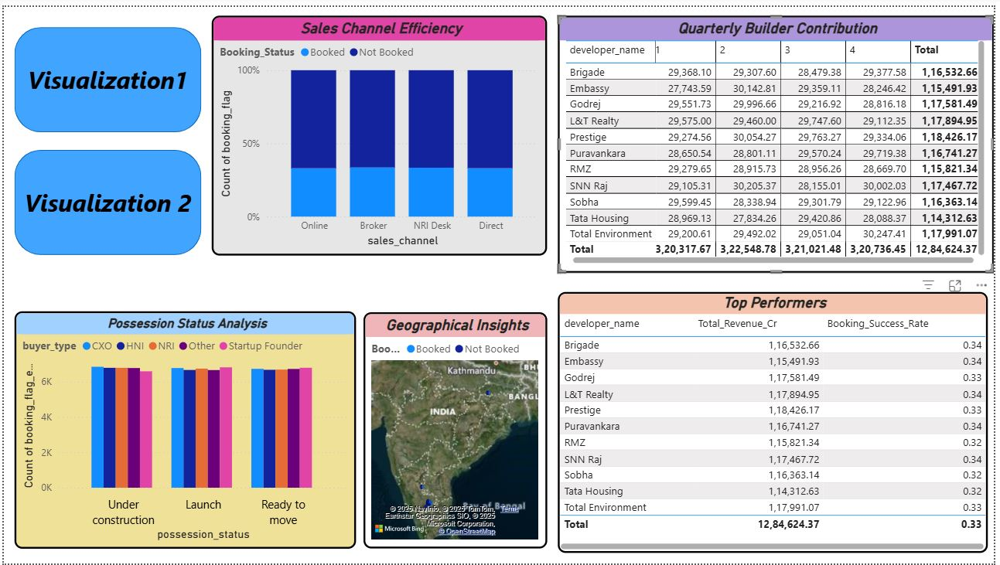 Visualization1
Visualization 2
Sales Channel Efficiency
Booking_Status Booked Not Booked
Count of booking_flag
100%
50%
0%
Online Broker NRI Desk Direct
sales_channel
Quarterly Builder Contribution
developer_name 1 2 3 4 Total
Brigade 29,368.10 29,307.60 28,479.38 29,377.58 1,16,532.66
Embassy 27,743.59 30,142.81 29,359.11 28,246.42 1,15,491.93
Godrej 29,551.73 29,996.66 29,216.92 28,816.18 1,17,581.49
L&T Realty 29,575.00 29,460.00 29,747.60 29,112.35 1,17,894.95
Prestige 29,274.56 30,054.27 29,763.27 29,334.06 1,18,426.17
Puravankara 28,650.54 28,801.11 29,570.24 29,719.38 1,16,741.27
RMZ 29,279.65 28,915.73 28,956.26 28,669.70 1,15,821.34
SNN Raj 29,105.31 30,205.37 28,155.01 30,002.03 1,17,467.72
Sobha 29,599.45 28,338.94 29,301.79 29,122.96 1,16,363.14
Tata Housing 28,969.13 27,834.26 29,420.86 28,088.37 1,14,312.63
Total Environment 29,200.61 29,492.02 29,051.04 30,247.41 1,17,991.07
Total 3,20,317.67 3,22,548.78 3,21,021.48 3,20,736.45 12,84,624.37
Possession Status Analysis
buyer_type CXO HNI NRI Other Startup Founder
Count of booking_flag_e...
6K
4K
2K
0K
Under construction Launch Ready to move
possession_status
Geographical Insights
Boo... Booked Not Booked
Kathmandu
BHU
INDIA
BANGL
Bay of Bengal
© 2025 NavInfo, © 2025 TomTom, Terms
Earthstar Geographics SIO, © 2025
Microsoft Corporation,
Microsoft Bing © OpenStreetMap
Top Performers
developer_name Total_Revenue_Cr Booking_Success_Rate
Brigade 1,16,532.66 0.34
Embassy 1,15,491.93 0.34
Godrej 1,17,581.49 0.33
L&T Realty 1,17,894.95 0.34
Prestige 1,18,426.17 0.33
Puravankara 1,16,741.27 0.34
RMZ 1,15,821.34 0.32
SNN Raj 1,17,467.72 0.34
Sobha 1,16,363.14 0.32
Tata Housing 1,14,312.63 0.32
Total Environment 1,17,991.07 0.33
Total 12,84,624.37 0.33